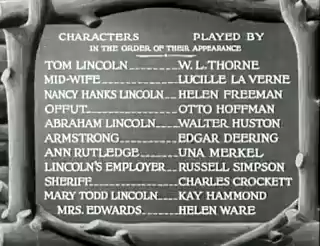 CHARACTERS PLAYED BY
IN THE ORDER OF THEIR APPEARANCE
TOM LINCOLN W. L. THORNE
MID-WIFE LUCILLE LA VERNE
NANCY HANKS LINCOLN HELEN FREEMAN
OFFUT OTTO HOFFMAN
ABRAHAM LINCOLN WALTER HUSTON
ARMSTRONG EDGAR DEERING
ANN RUTLEDGE UNA MERKEL
LINCOLN'S EMPLOYER RUSSELL SIMPSON
SHERIFF CHARLES CROCKETT
MARY TODD LINCOLN KAY HAMMOND
MRS. EDWARDS HELEN WARE